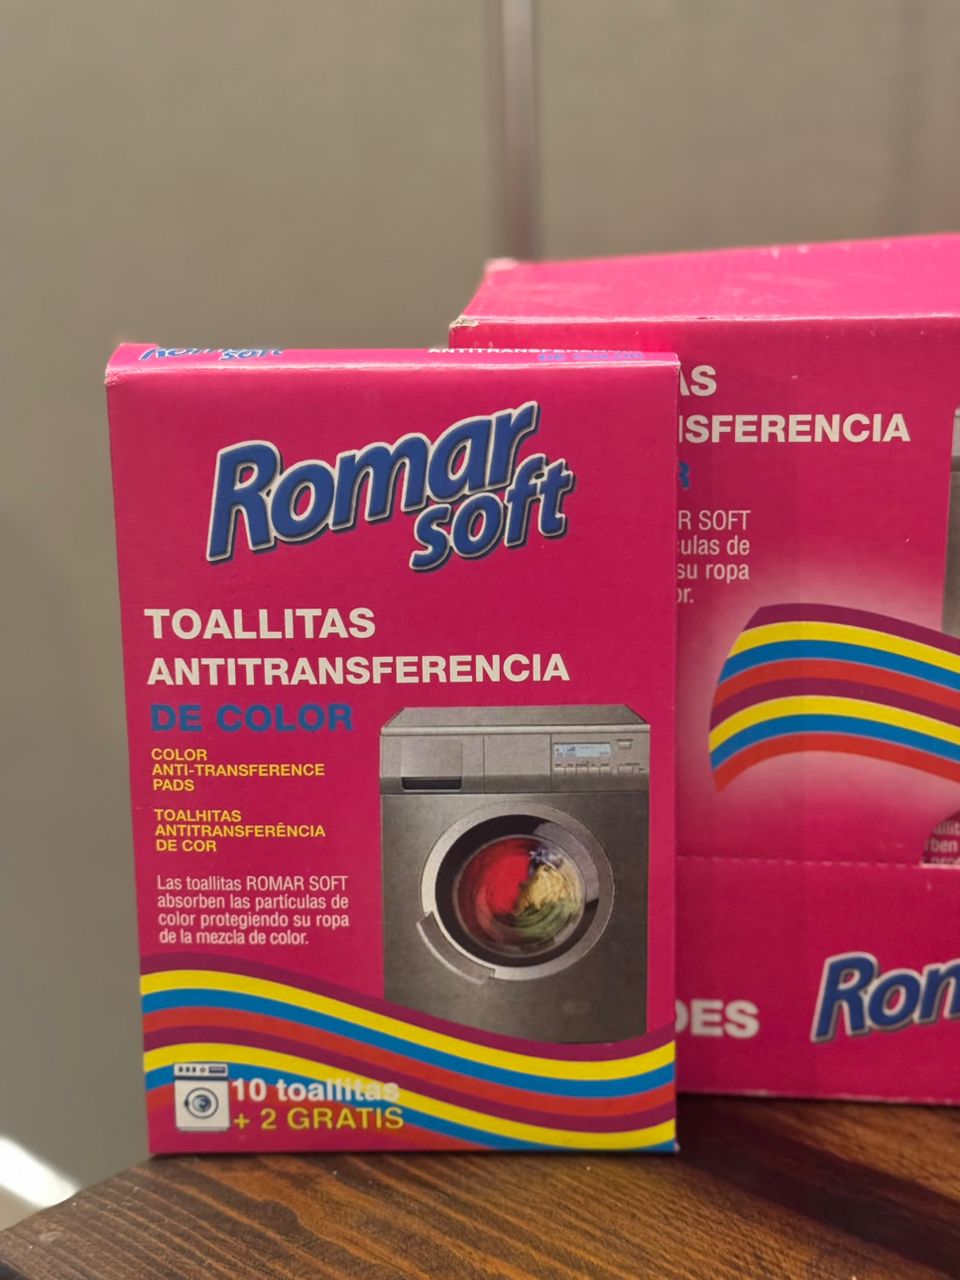 Romar
soft
TOALLITAS
ANTITRANSFERENCIA
DE COLOR
COLOR
ANTI-TRANSFERENCE
PADS
TOALHITAS
ANTITRANSFERÊNCIA
DE COR
Las toallitas ROMAR SOFT
absorben las partículas de
color protegiendo su ropa
de la mezcla de color.
10 toallitas
+ 2 GRATIS
AS
ISFERENCIA
R
R SOFT
culas de
su ropa
or.
DES
Ron